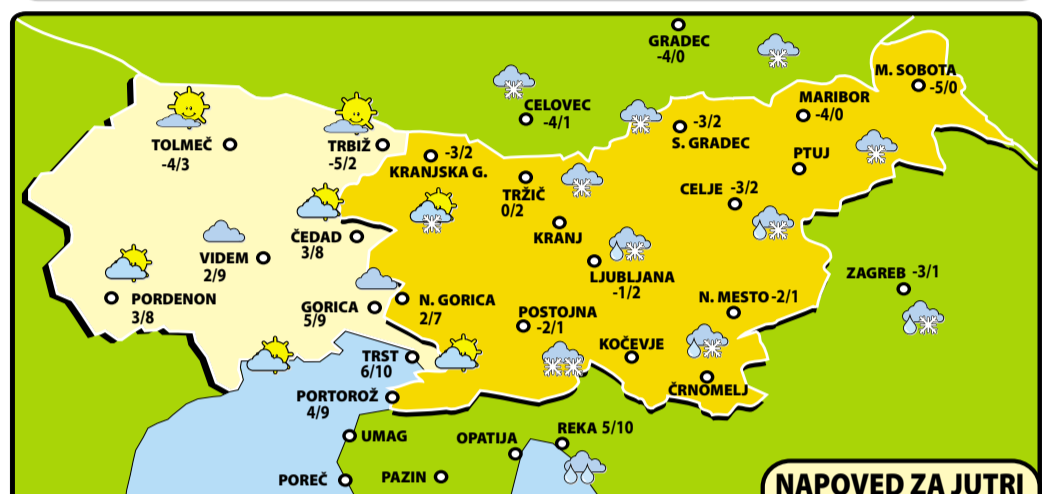 GRADEC
-4/0
M. SOBOTA
-5/0
CELOVEC
-4/1
MARIBOR
-4/0
-3/2
S. GRADEC
TOLMEČ
-4/3
TRBIŽ
-5/2
-3/2
KRANJSKA G.
PTUJ
TRŽIČ
0/2
CELJE -3/2
KRANJ
ČEDAD
3/8
VIDEM
2/9
LJUBLJANA
-1/2
ZAGREB -3/1
PORDENON
3/8
GORICA
5/9
N. GORICA
2/7
N. MESTO -2/1
POSTOJNA
-2/1
KOČEVJE
TRST
6/10
ČRNOMELJ
PORTOROŽ
4/9
UMAG
OPATIJA
REKA 5/10
POREČ
PAZIN
NAPOVED ZA JUTRI